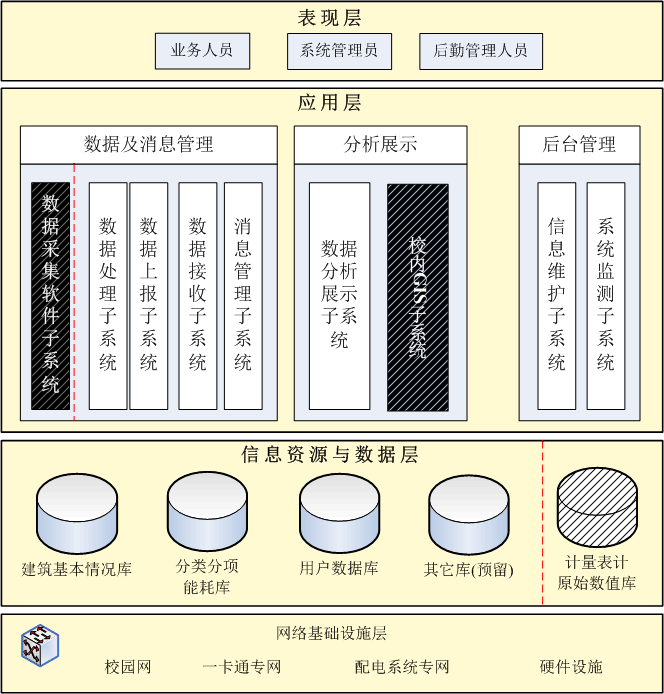 表现层
业务人员
系统管理员
后勤管理人员
应用层
数据及消息管理
分析展示
后台管理
数据采集软件子系统
数据处理子系统
数据上报子系统
数据接收子系统
消息管理子系统
数据
分析
展示
子系统
校内GIS子系统
信息维护子系统
系统监测子系统
信息资源与数据层
建筑基本情况库
分类分项
能耗库
用户数据库
其它库(预留)
计量表计
原始数值库
网络基础设施层
校园网
一卡通专网
配电系统专网
硬件设施